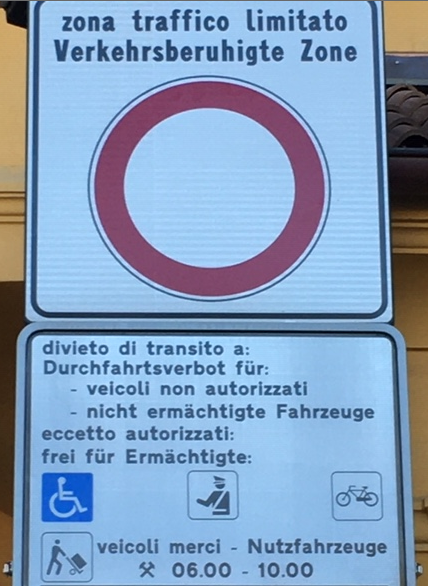 zona traffico limitato
Verkehrsberuhigte Zone
divieto di transito a:
Durchfahrtsverbot für:
- veicoli non autorizzati
- nicht ermächtigte Fahrzeuge
eccetto autorizzati:
frei für Ermächtigte:
veicoli merci - Nutzfahrzeuge
⚒ 06.00 - 10.00